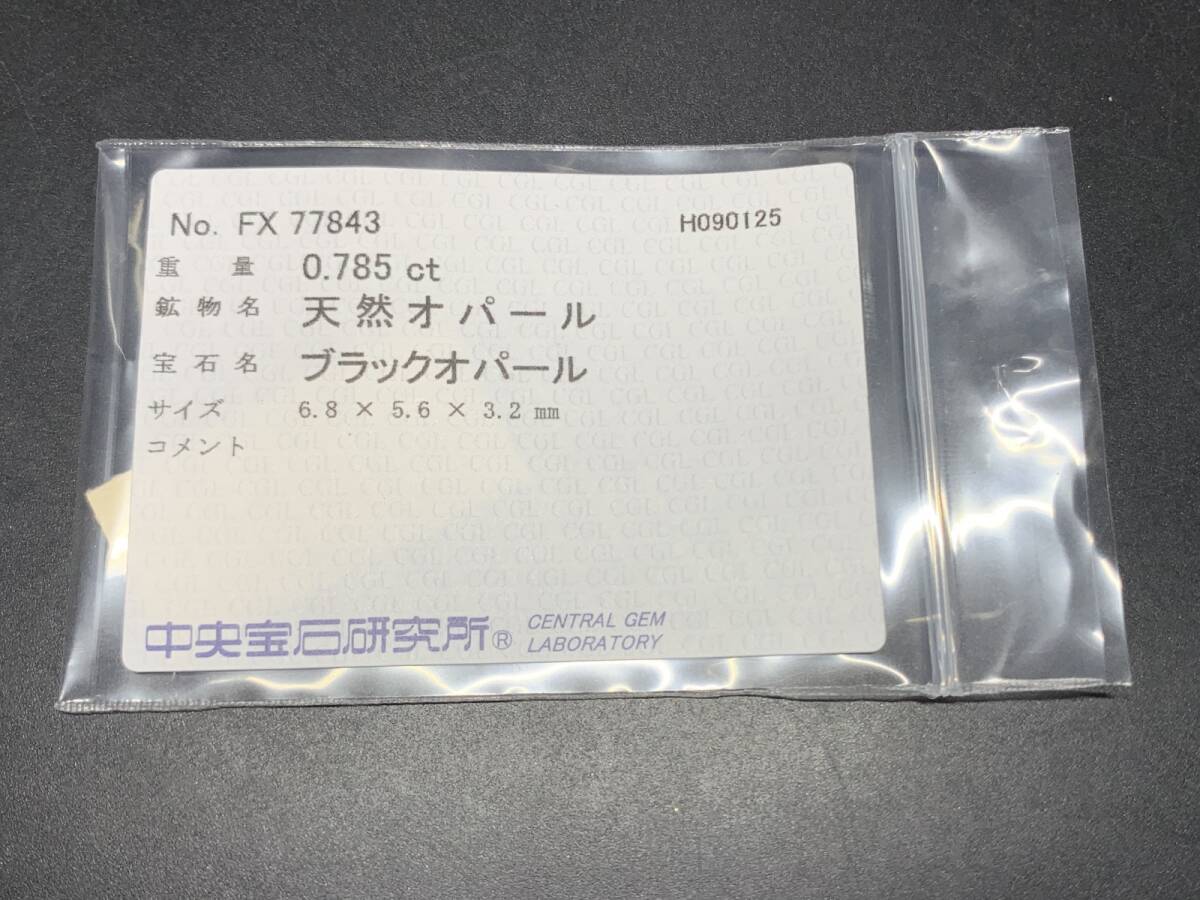 No. FX 77843 H090125
重量 0.785 ct
鉱物名 天然オパール
宝石名 ブラックオパール
サイズ 6.8 × 5.6 × 3.2 mm
コメント
中央宝石研究所® CENTRAL GEM
LABORATORY